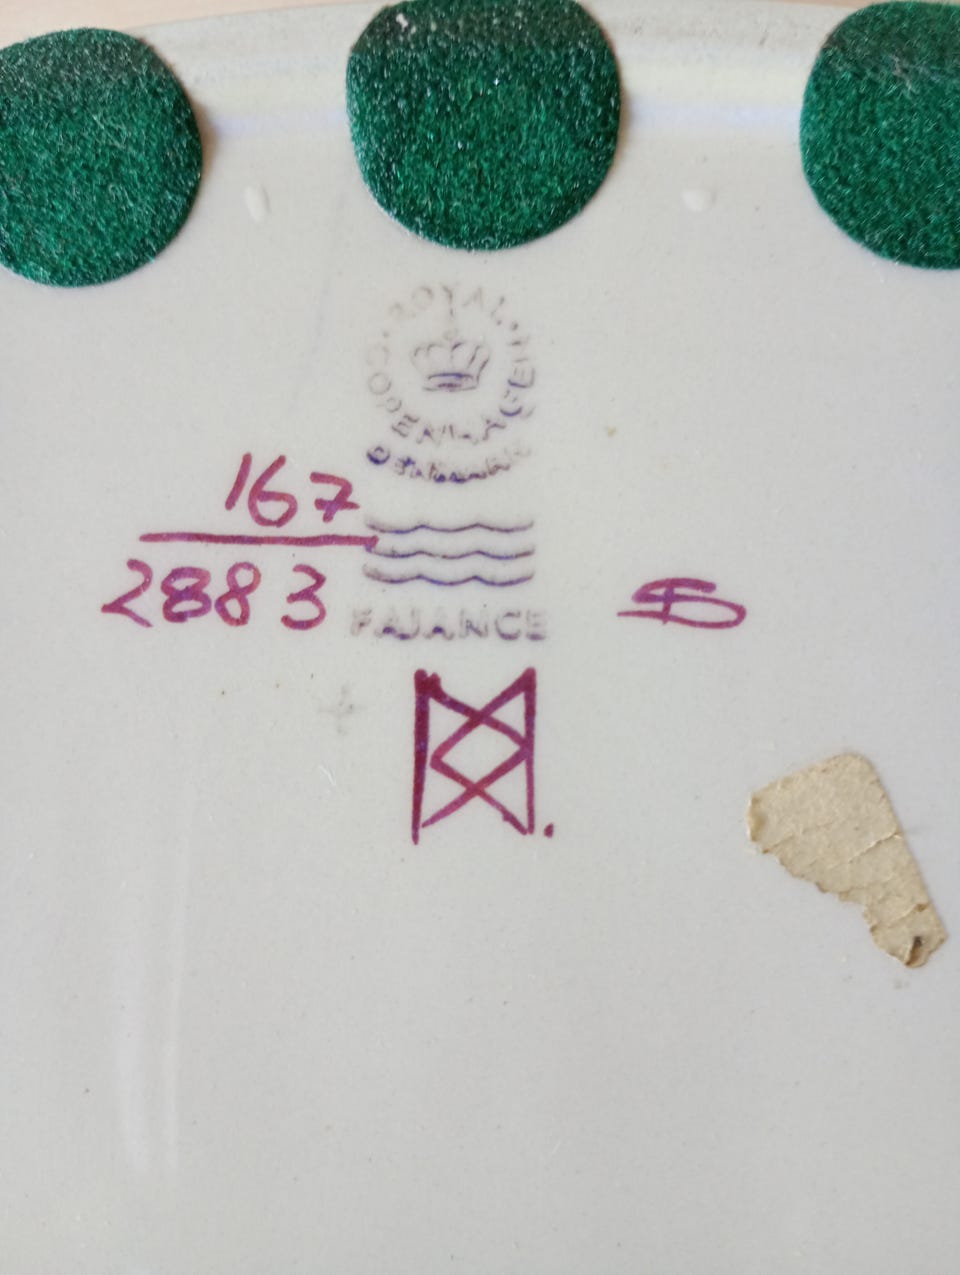 ROYAL COPENHAGEN
DENMARK
167
2883
FAJANCE